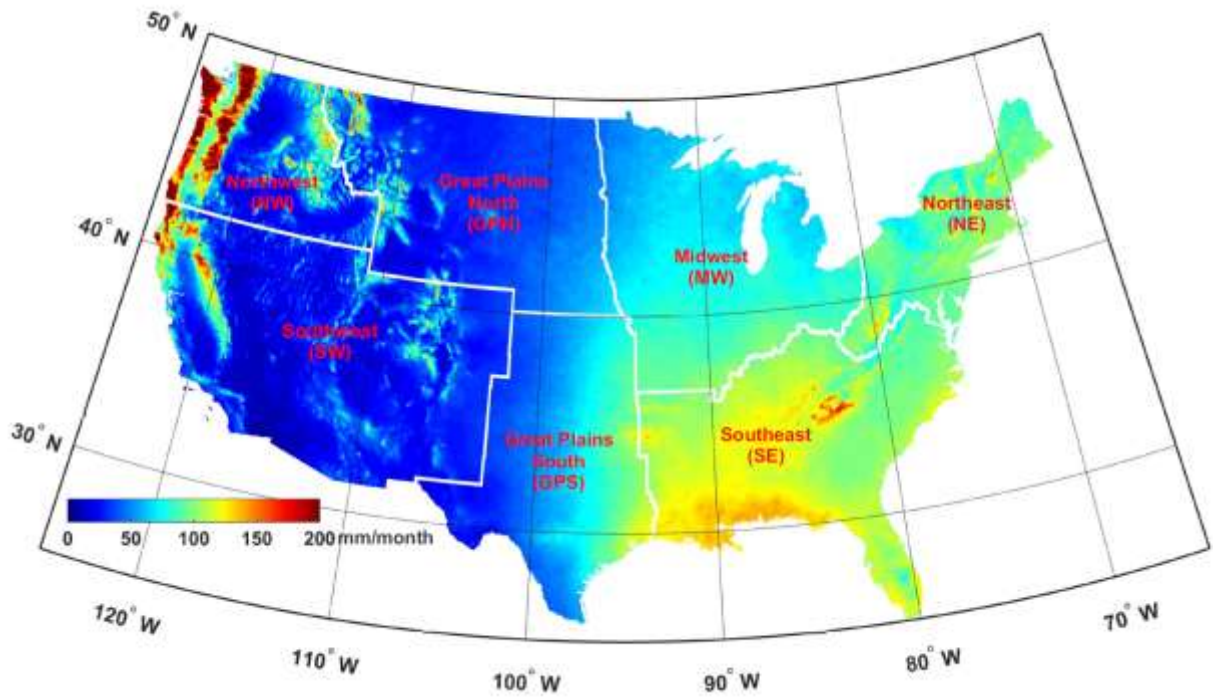 50° N
40° N
30° N
Northwest
(NW)
Great Plains
North
(GPN)
Northeast
(NE)
Midwest
(MW)
Southwest
(SW)
Great Plains
South
(GPS)
Southeast
(SE)
0 50 100 150 200 mm/month
120° W
110° W
100° W
90° W
80° W
70° W